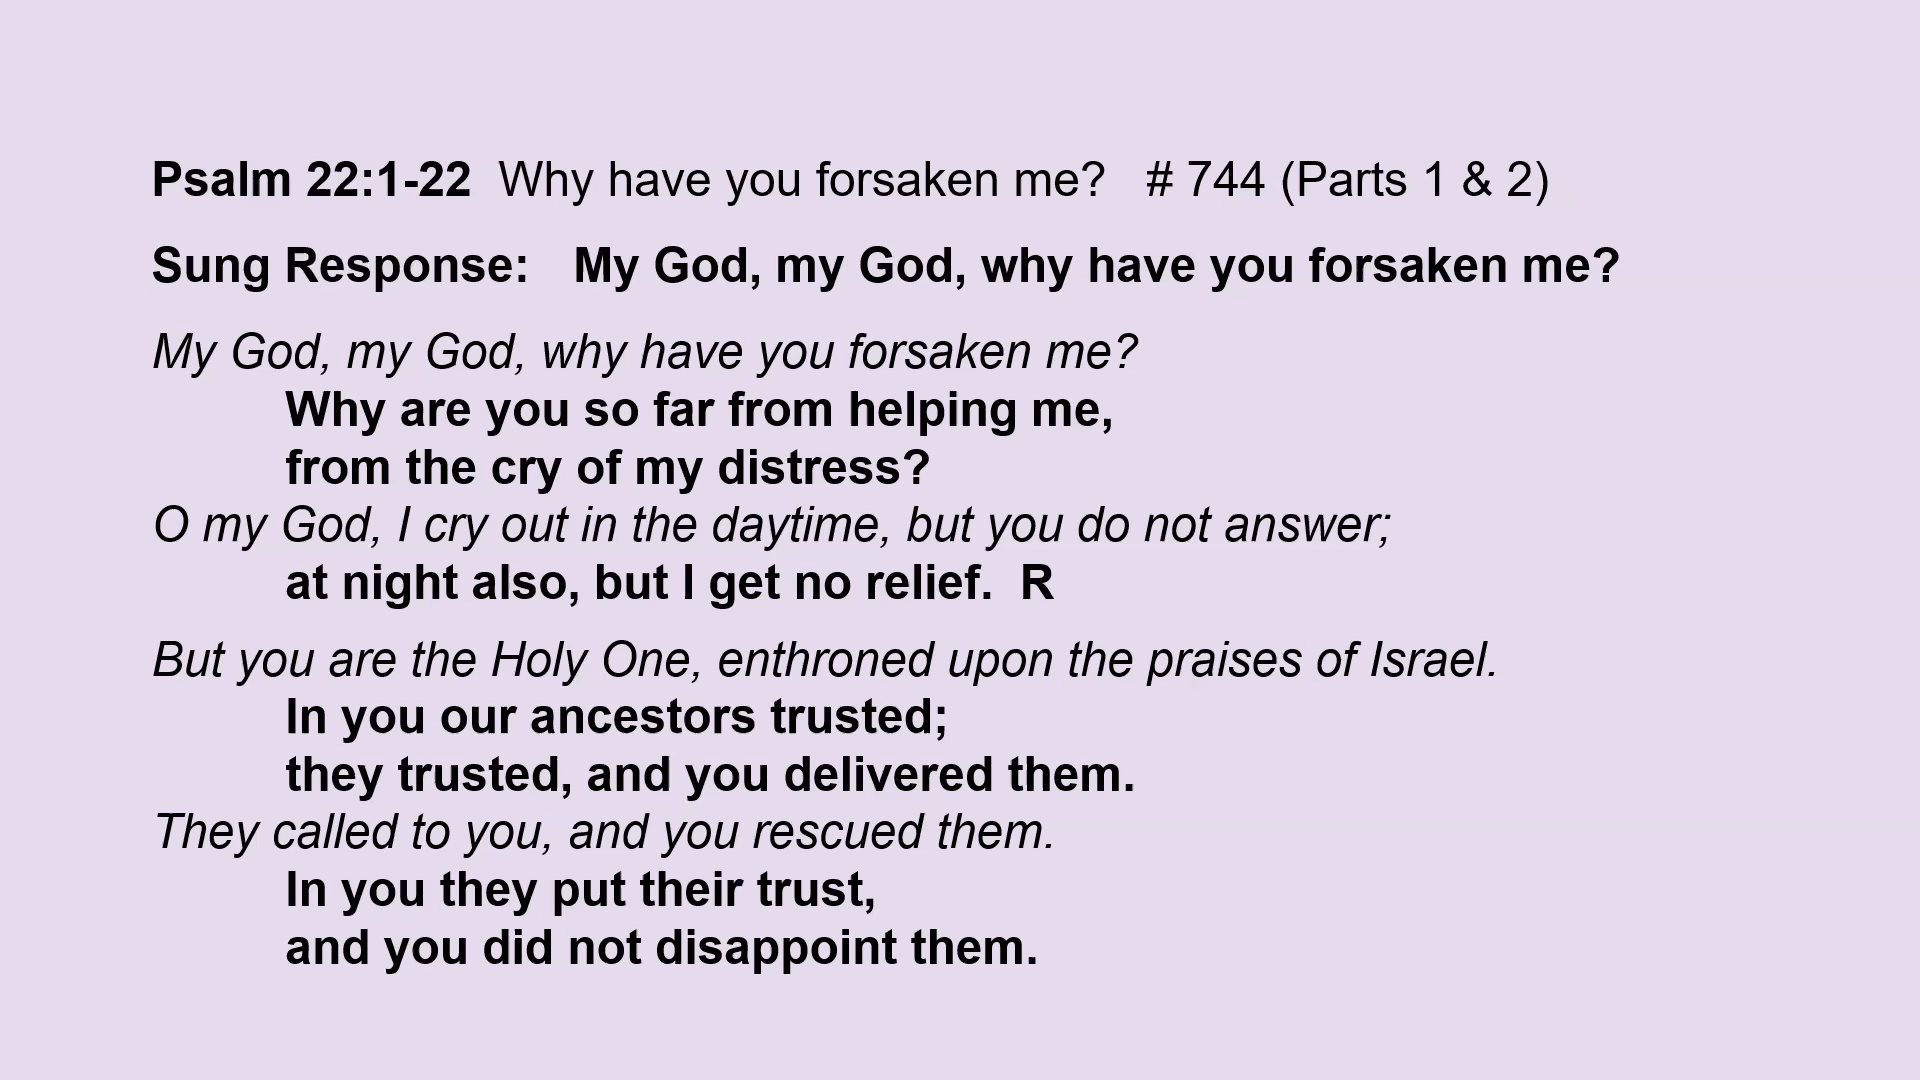 Psalm 22:1-22 Why have you forsaken me? # 744 (Parts 1 & 2)
Sung Response: My God, my God, why have you forsaken me?
My God, my God, why have you forsaken me?
Why are you so far from helping me,
from the cry of my distress?
O my God, I cry out in the daytime, but you do not answer;
at night also, but I get no relief. R
But you are the Holy One, enthroned upon the praises of Israel.
In you our ancestors trusted;
they trusted, and you delivered them.
They called to you, and you rescued them.
In you they put their trust,
and you did not disappoint them.